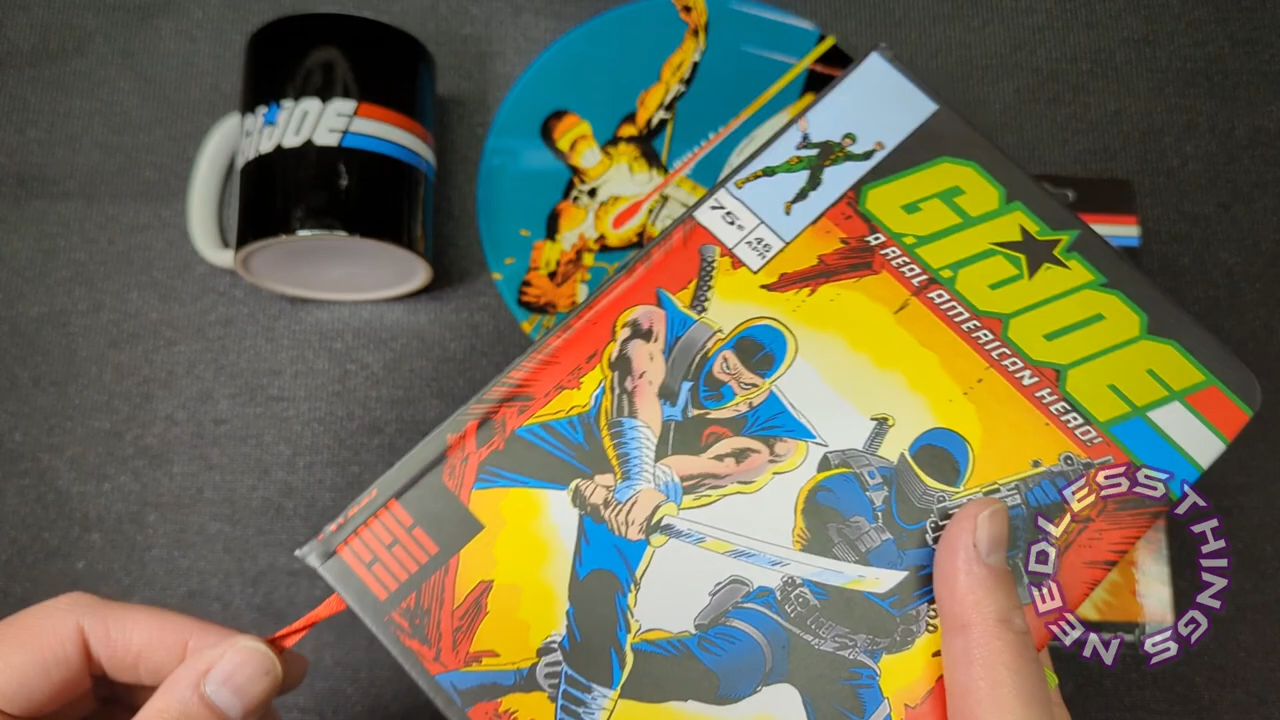 G.I. JOE
75¢
46
APR
G.I. JOE
A REAL AMERICAN HERO!
NEEDLESS THINGS